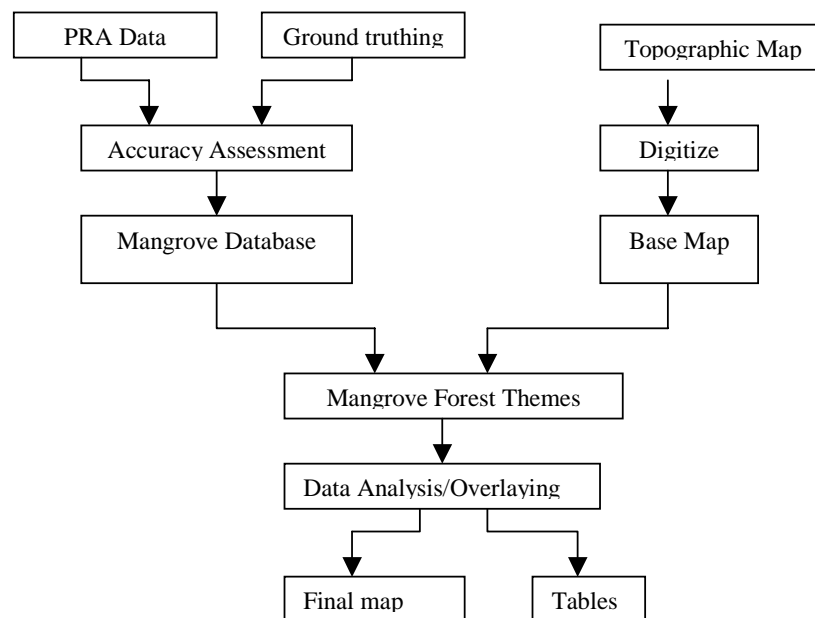 PRA Data
Ground truthing
Topographic Map
Accuracy Assessment
Digitize
Mangrove Database
Base Map
Mangrove Forest Themes
Data Analysis/Overlaying
Final map
Tables